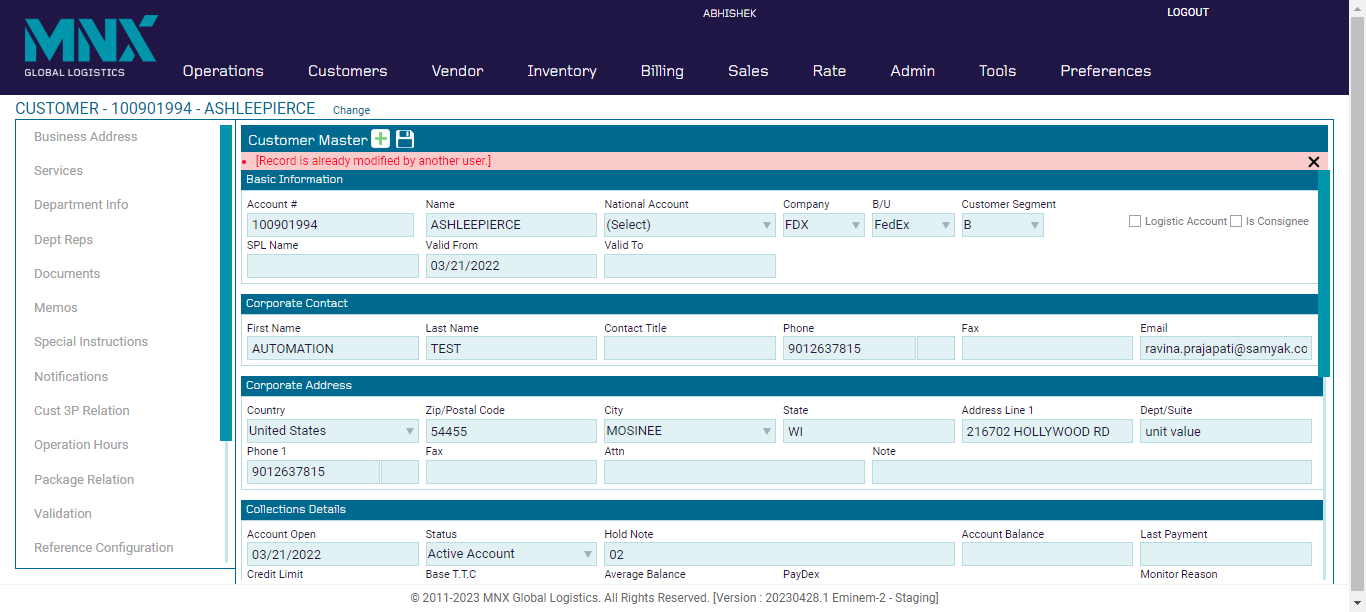 MNX
GLOBAL LOGISTICS
ABHISHEK
LOGOUT
Operations Customers Vendor Inventory Billing Sales Rate Admin Tools Preferences
CUSTOMER - 100901994 - ASHLEEPIERCE Change
Business Address
Services
Department Info
Dept Reps
Documents
Memos
Special Instructions
Notifications
Cust 3P Relation
Operation Hours
Package Relation
Validation
Reference Configuration
Customer Master
[Record is already modified by another user.]
Basic Information
Account # Name National Account Company B/U Customer Segment
100901994 ASHLEEPIERCE (Select) FDX FedEx B Logistic Account Is Consignee
SPL Name Valid From Valid To
03/21/2022
Corporate Contact
First Name Last Name Contact Title Phone Fax Email
AUTOMATION TEST 9012637815 ravina.prajapati@samyak.co
Corporate Address
Country Zip/Postal Code City State Address Line 1 Dept/Suite
United States 54455 MOSINEE WI 216702 HOLLYWOOD RD unit value
Phone 1 Fax Attn Note
9012637815
Collections Details
Account Open Status Hold Note Account Balance Last Payment
03/21/2022 Active Account 02
Credit Limit Base T.T.C Average Balance PayDex Monitor Reason
© 2011-2023 MNX Global Logistics. All Rights Reserved. [Version : 20230428.1 Eminem-2 - Staging]